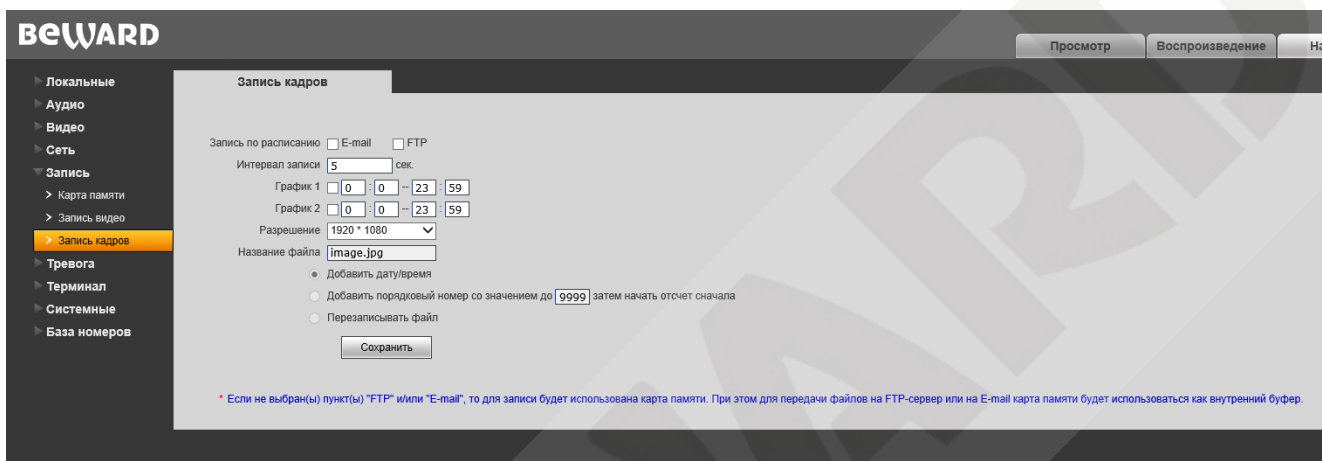 BEWARD
Просмотр Воспроизведение На
Локальные
Аудио
Видео
Сеть
Запись
Карта памяти
Запись видео
Запись кадров
Тревога
Терминал
Системные
База номеров
Запись кадров
Запись по расписанию E-mail FTP
Интервал записи 5 сек.
График 1 0 : 0 -- 23 : 59
График 2 0 : 0 -- 23 : 59
Разрешение 1920 * 1080
Название файла image.jpg
Добавить дату/время
Добавить порядковый номер со значением до 9999 затем начать отсчет сначала
Перезаписывать файл
Сохранить
* Если не выбран(ы) пункт(ы) "FTP" и/или "E-mail", то для записи будет использована карта памяти. При этом для передачи файлов на FTP-сервер или на E-mail карта памяти будет использоваться как внутренний буфер.